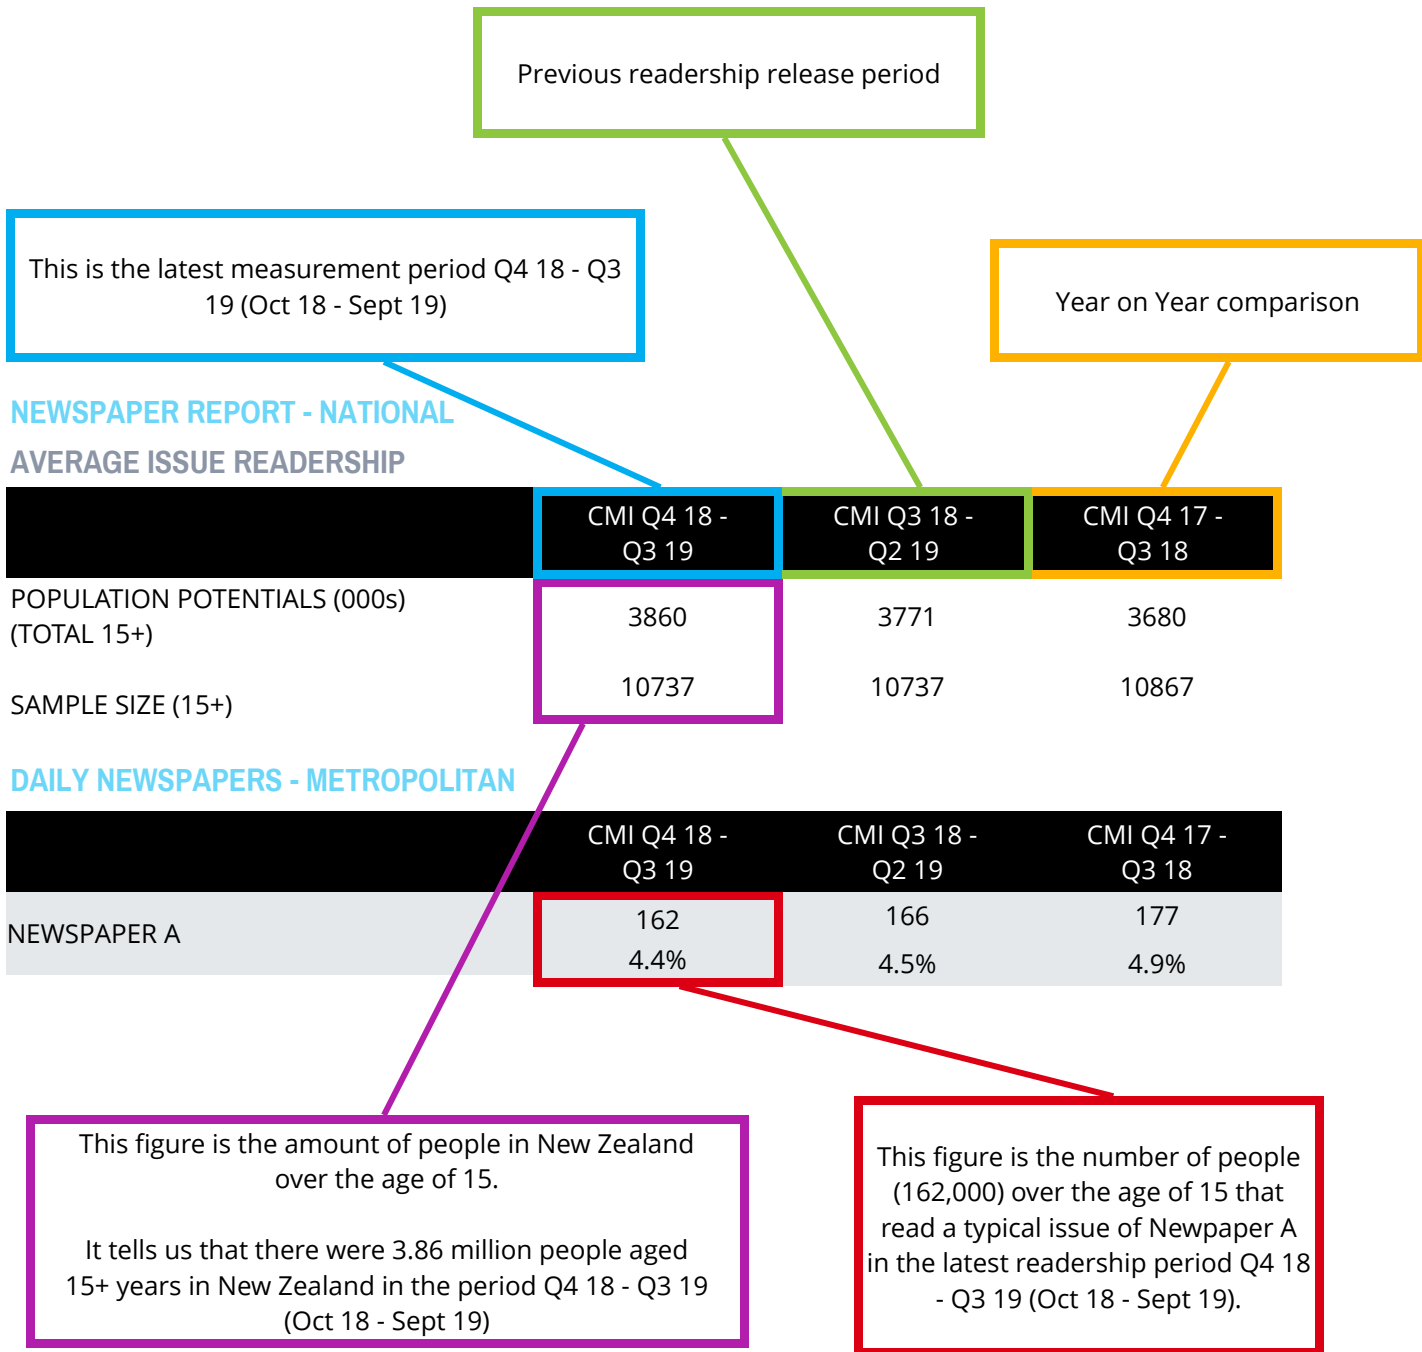 Previous readership release period
This is the latest measurement period Q4 18 - Q3
19 (Oct 18 - Sept 19)
Year on Year comparison
NEWSPAPER REPORT - NATIONAL
AVERAGE ISSUE READERSHIP
CMI Q4 18 -
Q3 19
CMI Q3 18 -
Q2 19
CMI Q4 17 -
Q3 18
POPULATION POTENTIALS (000s)
(TOTAL 15+)
3860
3771
3680
SAMPLE SIZE (15+)
10737
10737
10867
DAILY NEWSPAPERS - METROPOLITAN
CMI Q4 18 -
Q3 19
CMI Q3 18 -
Q2 19
CMI Q4 17 -
Q3 18
NEWSPAPER A
162
166
177
4.4%
4.5%
4.9%
This figure is the amount of people in New Zealand
over the age of 15.
It tells us that there were 3.86 million people aged
15+ years in New Zealand in the period Q4 18 - Q3 19
(Oct 18 - Sept 19)
This figure is the number of people
(162,000) over the age of 15 that
read a typical issue of Newpaper A
in the latest readership period Q4 18
- Q3 19 (Oct 18 - Sept 19).